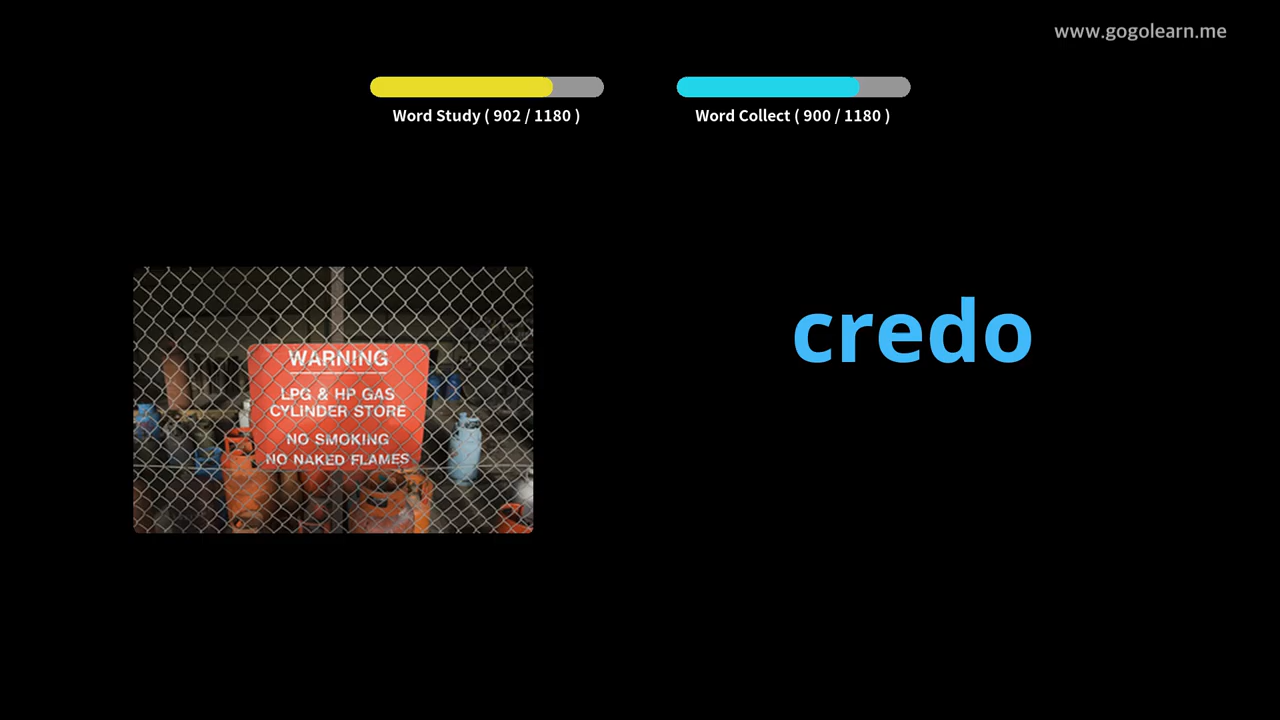 www.gogolearn.me
Word Study ( 902 / 1180 )
Word Collect ( 900 / 1180 )
credo
WARNING
LPG & HP GAS
CYLINDER STORE
NO SMOKING
NO NAKED FLAMES